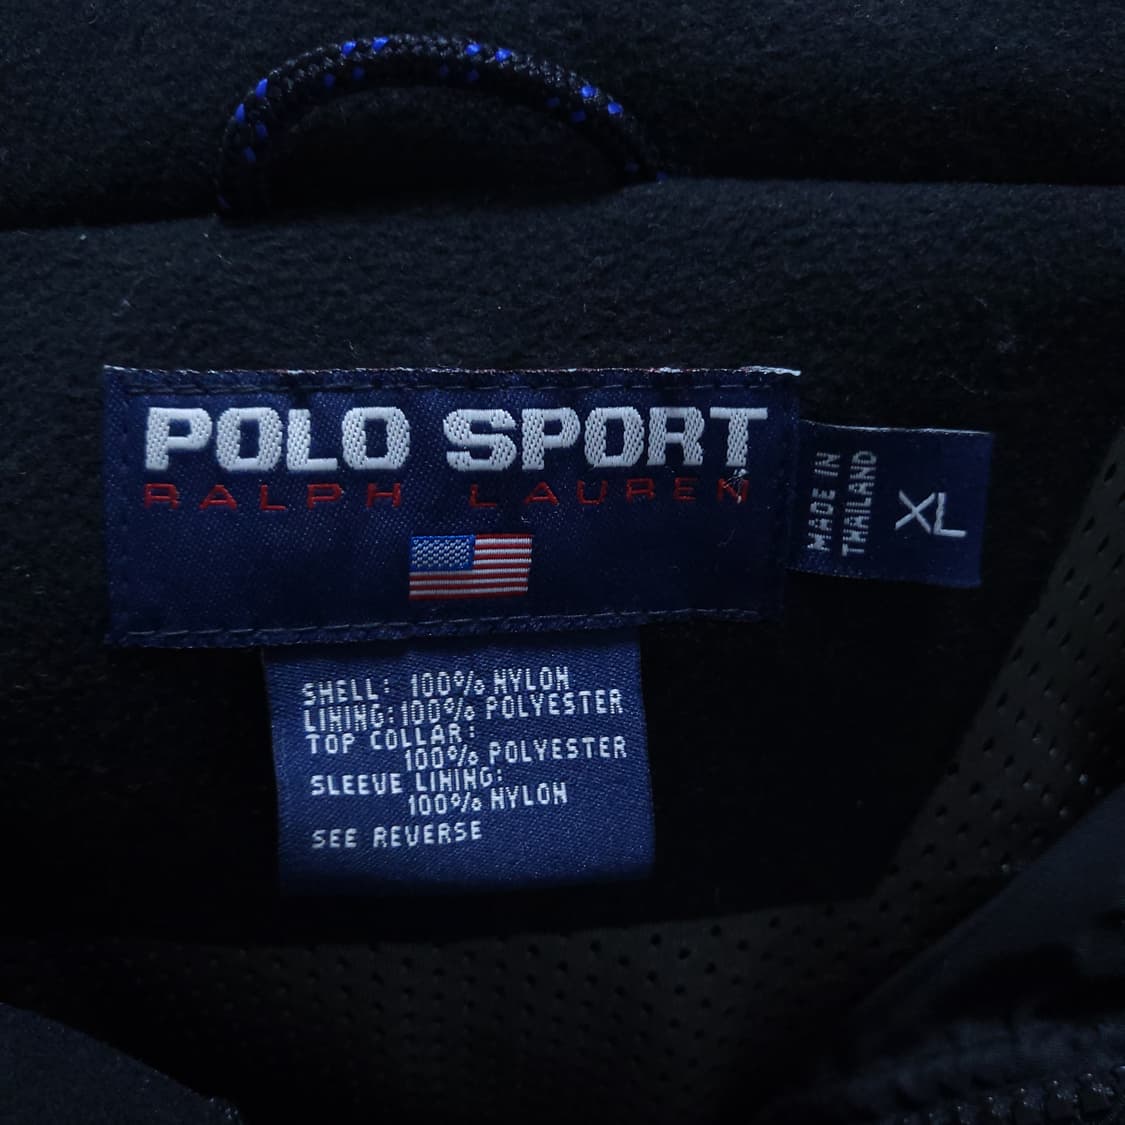 POLO SPORT
RALPH LAUREN
MADE IN
THAILAND
XL
SHELL: 100% NYLON
LINING: 100% POLYESTER
TOP COLLAR:
100% POLYESTER
SLEEVE LINING:
100% NYLON
SEE REVERSE